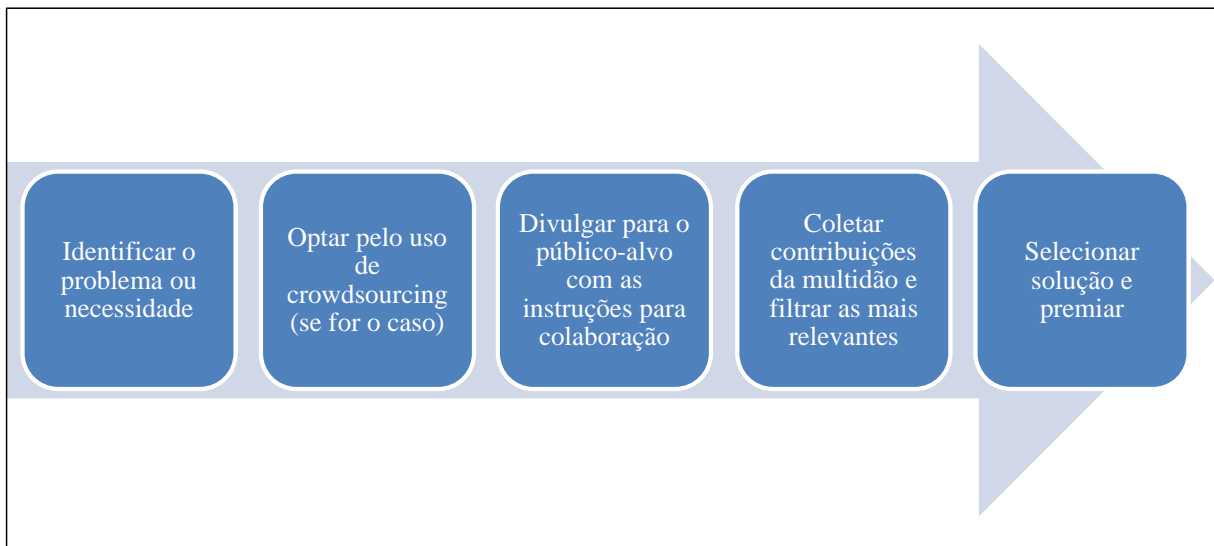 Identificar o
problema ou
necessidade
Optar pelo uso
de
crowdsourcing
(se for o caso)
Divulgar para o
público-alvo
com as
instruções para
colaboração
Coletar
contribuições
da multidão e
filtrar as mais
relevantes
Selecionar
solução e
premiar